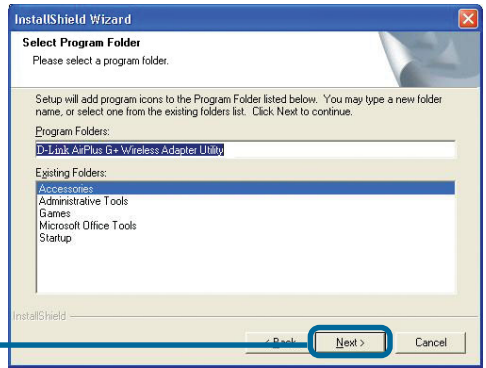 InstallShield Wizard
Select Program Folder
Please select a program folder.
Setup will add program icons to the Program Folder listed below. You may type a new folder
name, or select one from the existing folders list. Click Next to continue.
Program Folders:
D-Link AirPlus G+ Wireless Adapter Utility
Existing Folders:
Accessories
Administrative Tools
Games
Microsoft Office Tools
Startup
InstallShield
< Back Next > Cancel